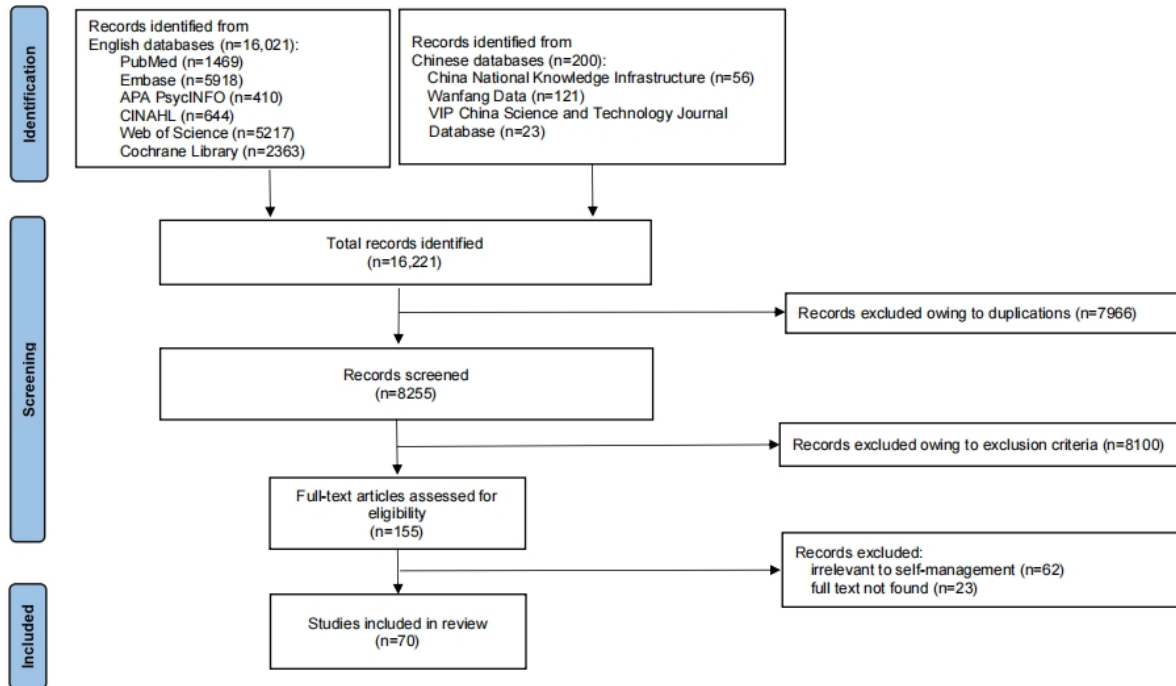 Identification
Records identified from
English databases (n=16,021):
PubMed (n=1469)
Embase (n=5918)
APA PsycINFO (n=410)
CINAHL (n=644)
Web of Science (n=5217)
Cochrane Library (n=2363)
Records identified from
Chinese databases (n=200):
China National Knowledge Infrastructure (n=56)
Wanfang Data (n=121)
VIP China Science and Technology Journal
Database (n=23)
Screening
Total records identified
(n=16,221)
Records excluded owing to duplications (n=7966)
Records screened
(n=8255)
Records excluded owing to exclusion criteria (n=8100)
Full-text articles assessed for
eligibility
(n=155)
Records excluded:
irrelevant to self-management (n=62)
full text not found (n=23)
Included
Studies included in review
(n=70)